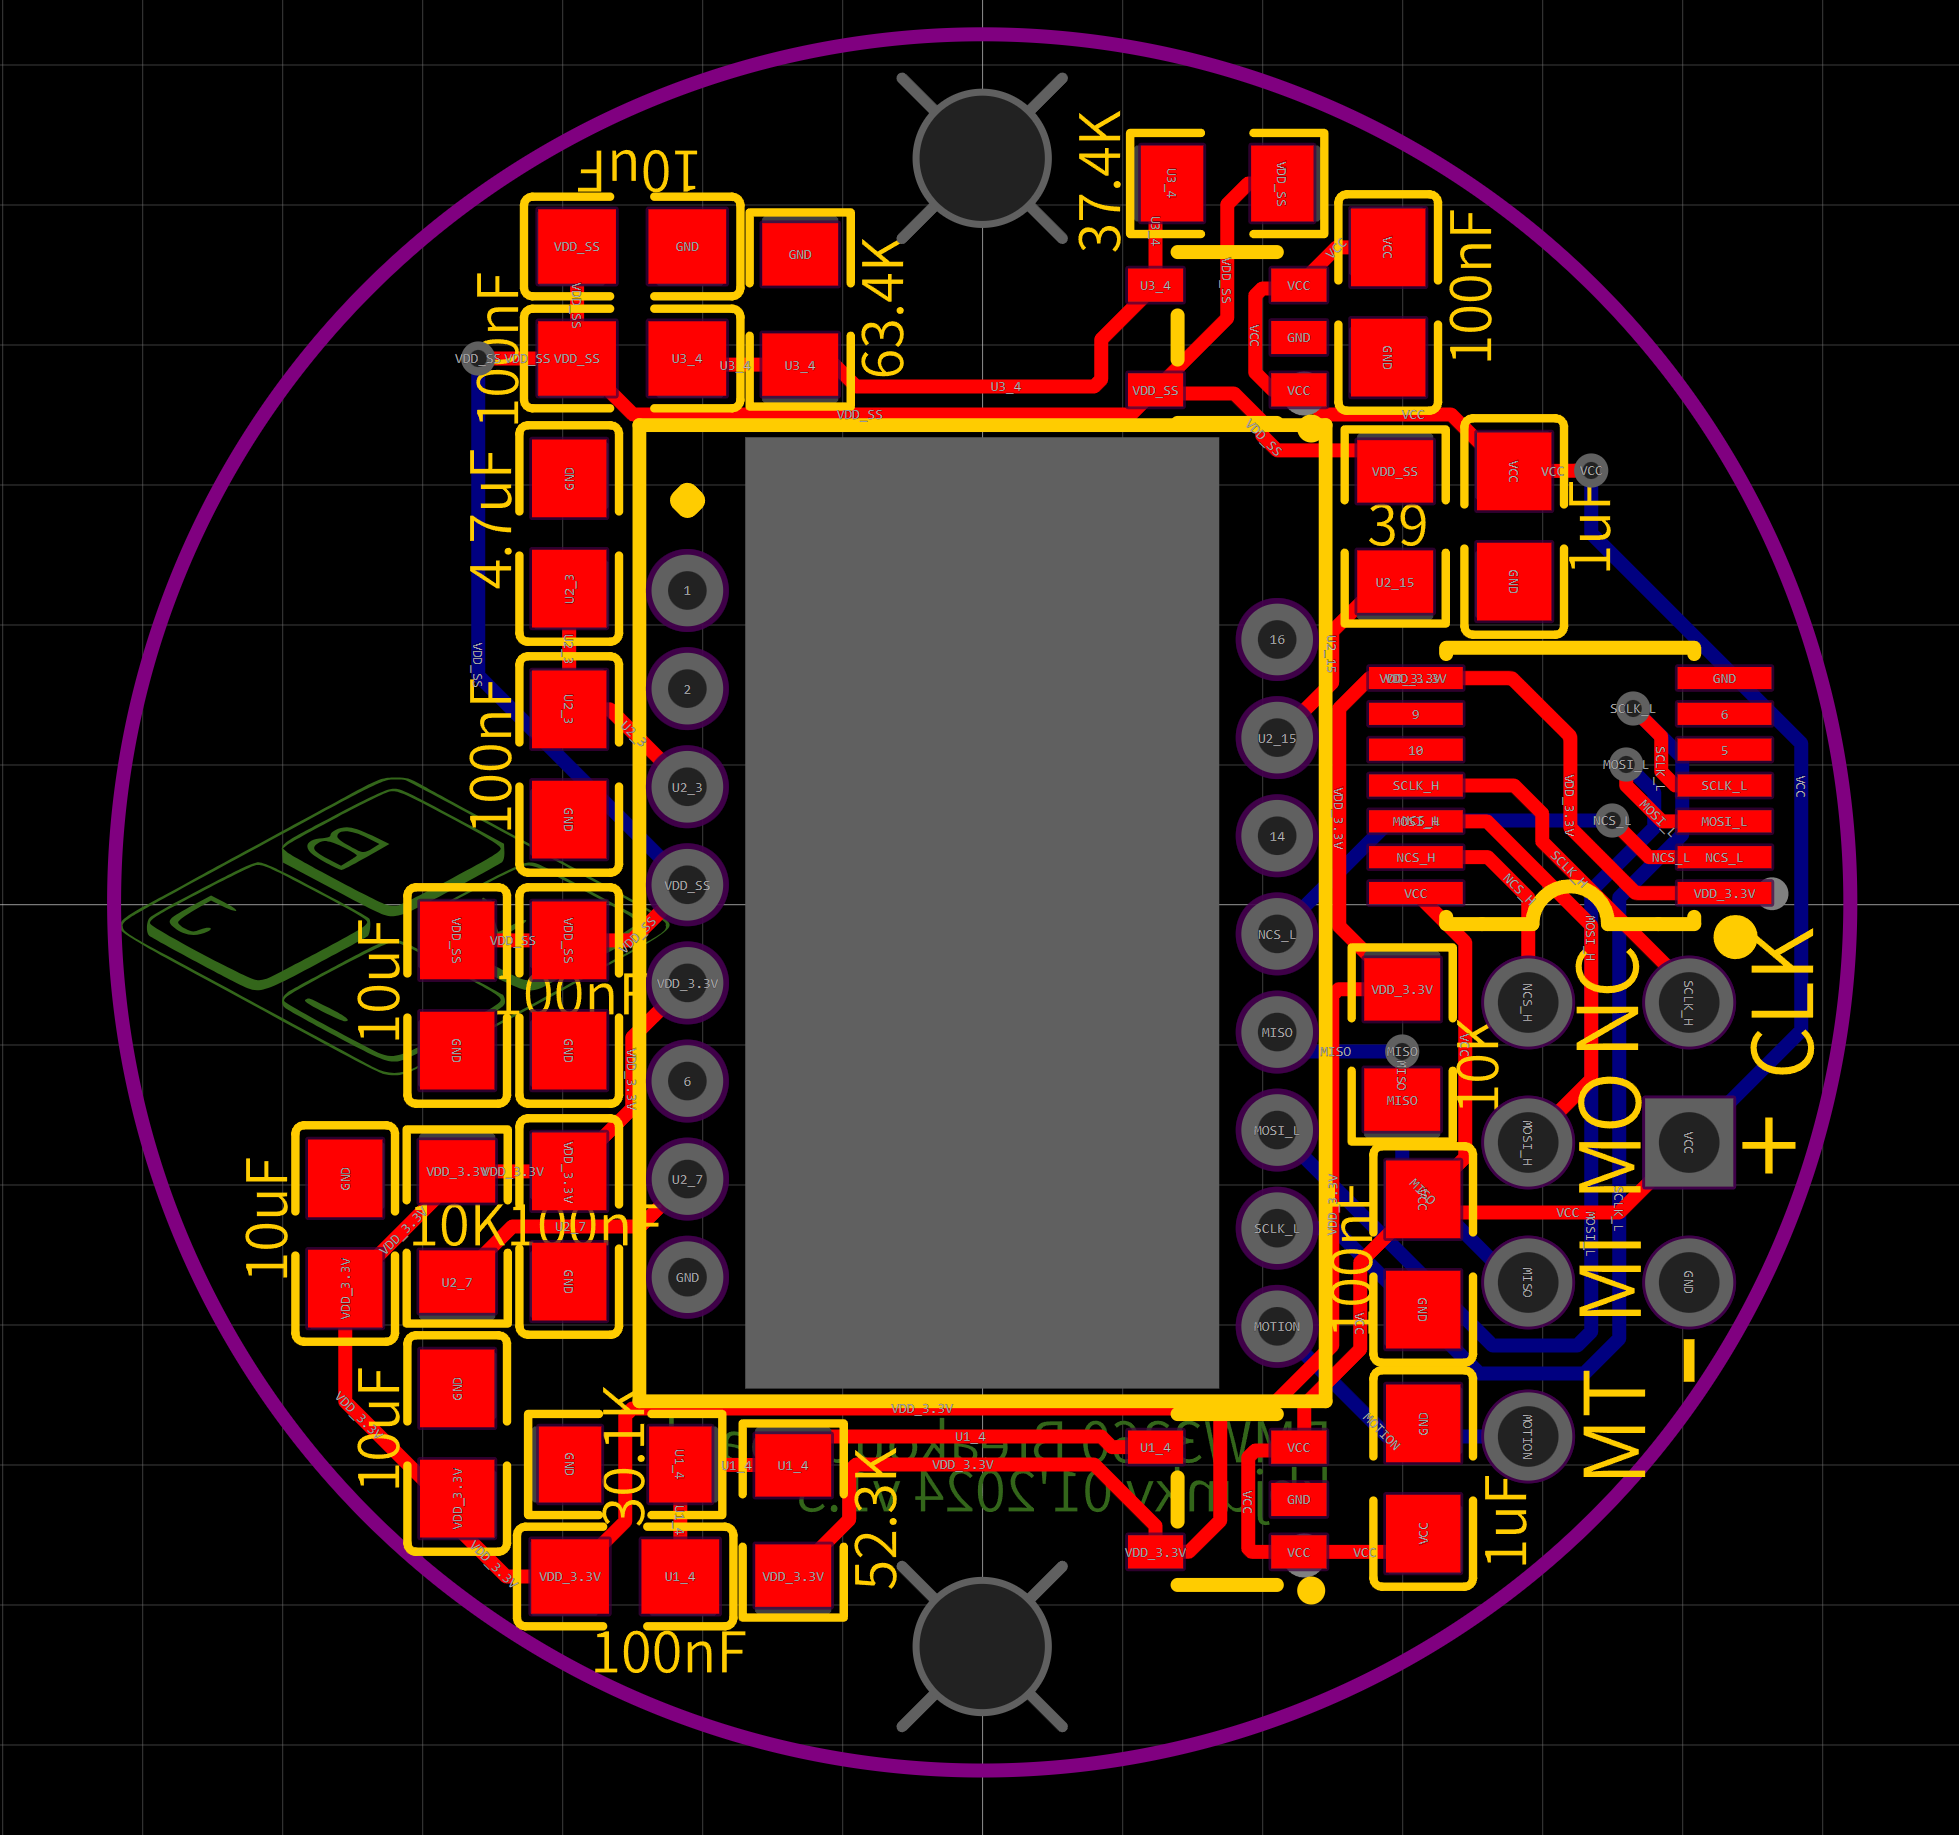 10uF
37.4K
100nF
63.4K
100nF
VDD_SS
GND
GND
U3_4
VDD_SS
VCC
GND
U3_4
VCC
GND
VCC
VDD_SS
VDD_SS
U3_4
U3_4
U3_4
VDD_SS
VDD_SS
VCC
4.7uF
39
1uF
GND
U2_3
VDD_SS
U2_15
VCC
GND
VCC
1
2
U2_3
VDD_SS
VDD_3.3V
6
U2_7
GND
16
U2_15
14
NCS_L
MISO
MOSI_L
SCLK_L
MOTION
100nF
U2_3
GND
VDD_3.3V
9
10
SCLK_H
NCS_H
VCC
GND
6
5
SCLK_L
MOSI_L
NCS_L
VDD_3.3V
SCLK_L
MOSI_L
NCS_L
10uF
100nF
VDD_SS
VDD_SS
GND
GND
VDD_3.3V
MISO
MISO
10K
NCS_H
SCLK_H
MOSI_H
VCC
MISO
GND
MOTION
CLK
+
-
MT MI MO NC
10uF
10K
100nF
GND
VDD_3.3V
VDD_3.3V
VDD_3.3V
U2_7
GND
100nF
VCC
GND
10uF
GND
VDD_3.3V
30.1K
GND
U1_4
U1_4
52.3K
VDD_3.3V
U1_4
VDD_3.3V
U1_4
VDD_3.3V
U1_4
VCC
GND
VDD_3.3V
VCC
VCC
GND
VCC
1uF
100nF